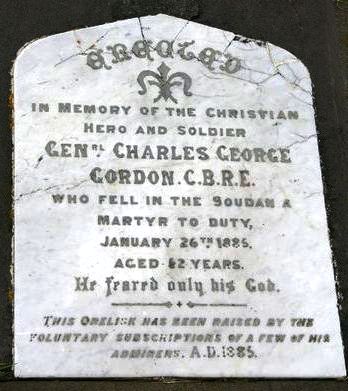 ERECTED
IN MEMORY OF THE CHRISTIAN
HERO AND SOLDIER
GENRL CHARLES GEORGE
GORDON.C.B.R.E.
WHO FELL IN THE SOUDAN A
MARTYR TO DUTY,
JANUARY 26TH 1885.
AGED 52 YEARS.
He feared only his God.
THIS OBELISK HAS BEEN RAISED BY THE
VOLUNTARY SUBSCRIPTIONS OF A FEW OF HIS
ADMIRERS. A.D.1885.